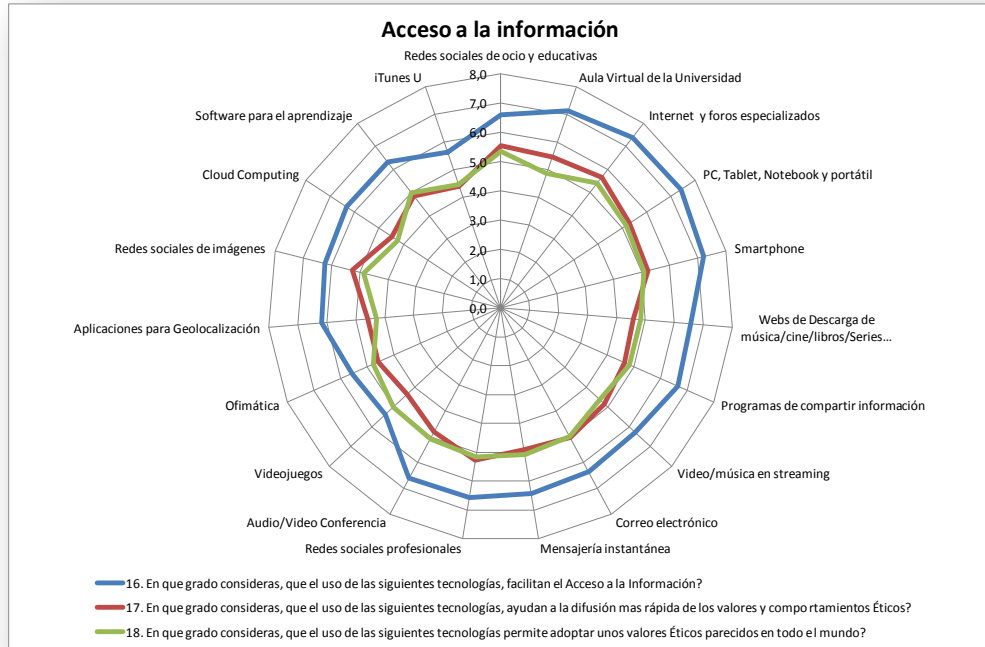 Acceso a la información
Redes sociales de ocio y educativas
Aula Virtual de la Universidad
Internet y foros especializados
PC, Tablet, Notebook y portátil
Smartphone
Webs de Descarga de
música/cine/libros/Series...
Programas de compartir información
Video/música en streaming
Correo electrónico
Mensajería instantánea
Redes sociales profesionales
Audio/Video Conferencia
Videojuegos
Ofimática
Aplicaciones para Geolocalización
Redes sociales de imágenes
Cloud Computing
Software para el aprendizaje
iTunes U
8,0
7,0
6,0
5,0
4,0
3,0
2,0
1,0
0,0
16. En que grado consideras, que el uso de las siguientes tecnologías, facilitan el Acceso a la Información?
17. En que grado consideras, que el uso de las siguientes tecnologías, ayudan a la difusión mas rápida de los valores y comportamientos Éticos?
18. En que grado consideras, que el uso de las siguientes tecnologías permite adoptar unos valores Éticos parecidos en todo el mundo?